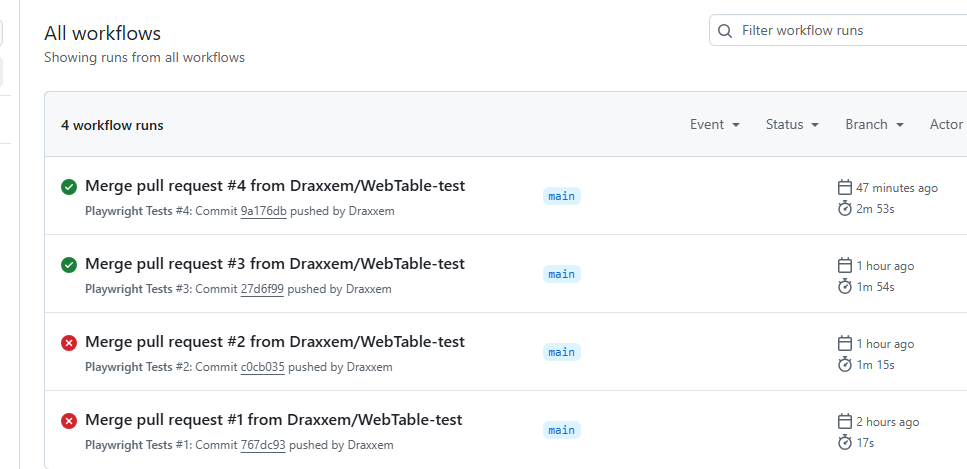 All workflows
Filter workflow runs
Showing runs from all workflows
4 workflow runs
Event
Status
Branch
Actor
Merge pull request #4 from Draxxem/WebTable-test
main
47 minutes ago
Playwright Tests #4: Commit 9a176db pushed by Draxxem
2m 53s
Merge pull request #3 from Draxxem/WebTable-test
main
1 hour ago
Playwright Tests #3: Commit 27d6f99 pushed by Draxxem
1m 54s
Merge pull request #2 from Draxxem/WebTable-test
main
1 hour ago
Playwright Tests #2: Commit c0cb035 pushed by Draxxem
1m 15s
Merge pull request #1 from Draxxem/WebTable-test
main
2 hours ago
Playwright Tests #1: Commit 767dc93 pushed by Draxxem
17s